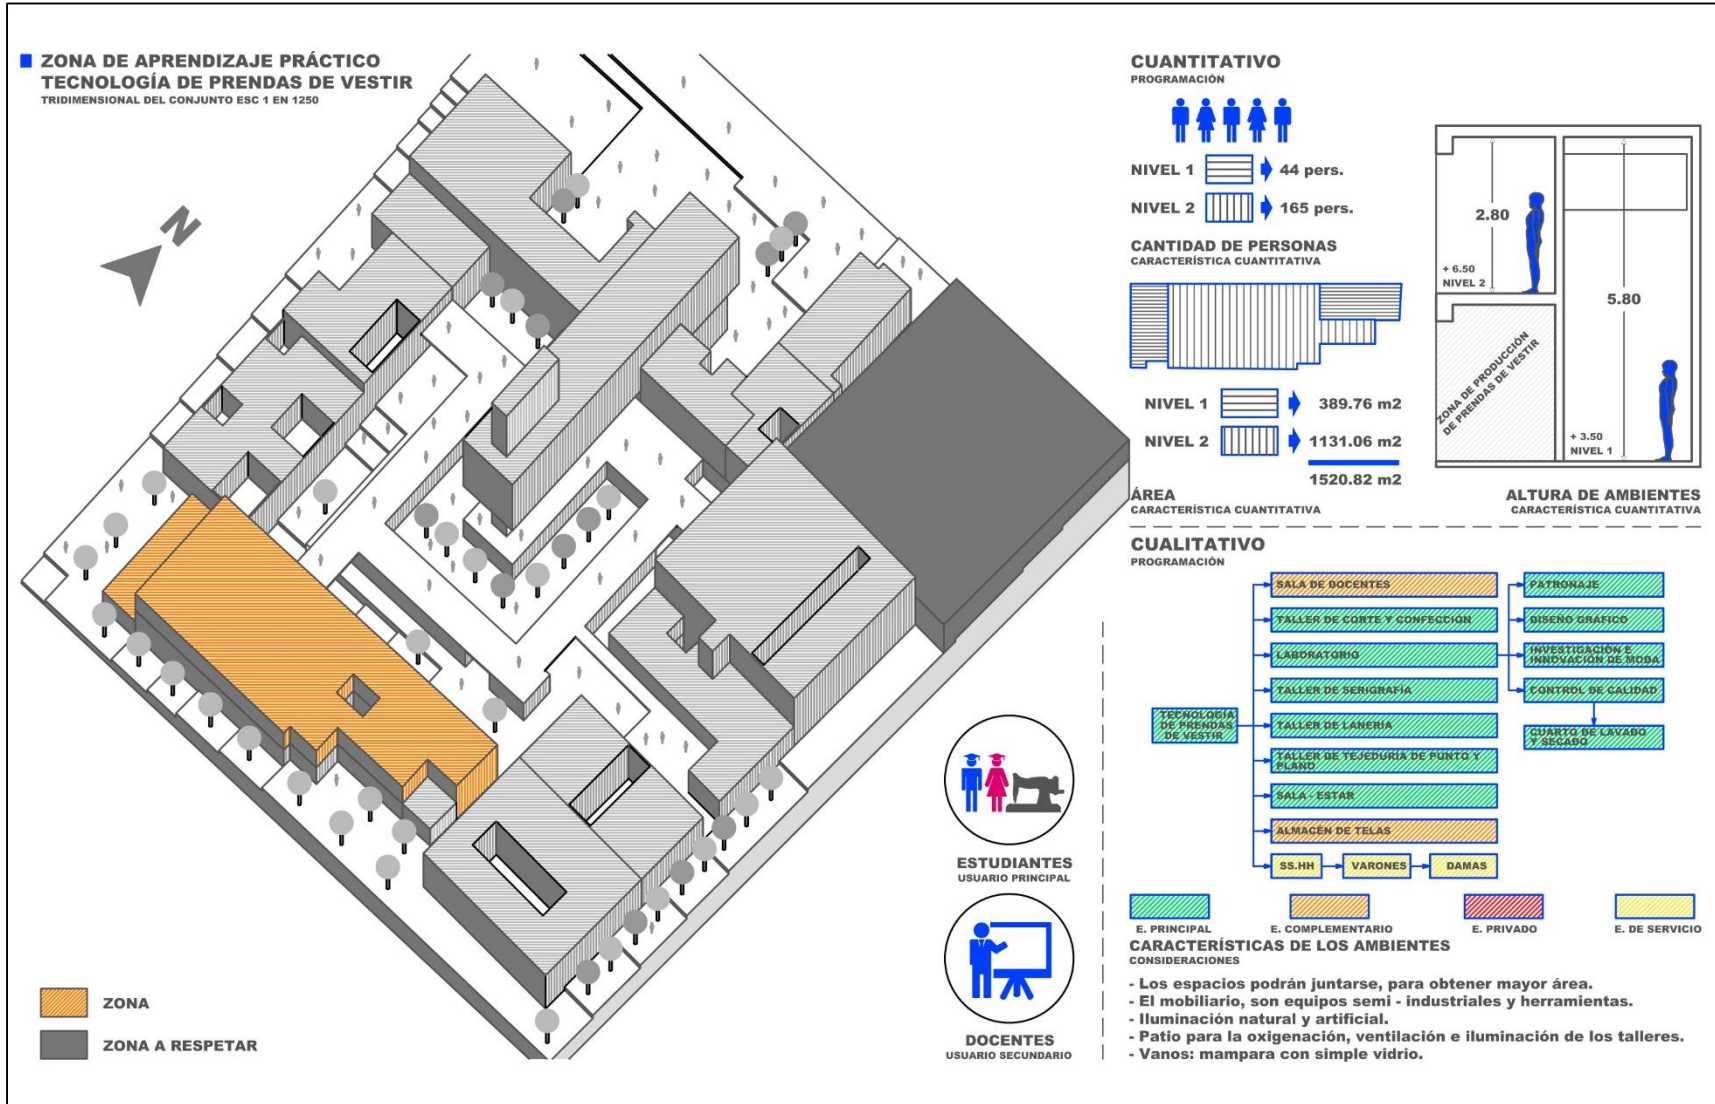 ZONA DE APRENDIZAJE PRÁCTICO
TECNOLOGÍA DE PRENDAS DE VESTIR
TRIDIMENSIONAL DEL CONJUNTO ESC 1 EN 1250
N
ZONA
ZONA A RESPETAR
ESTUDIANTES
USUARIO PRINCIPAL
DOCENTES
USUARIO SECUNDARIO
CUANTITATIVO
PROGRAMACIÓN
NIVEL 1 44 pers.
NIVEL 2 165 pers.
CANTIDAD DE PERSONAS
CARACTERÍSTICA CUANTITATIVA
NIVEL 1 389.76 m2
NIVEL 2 1131.06 m2
1520.82 m2
ÁREA
CARACTERÍSTICA CUANTITATIVA
2.80
+ 6.50
NIVEL 2
5.80
ZONA DE PRODUCCIÓN
DE PRENDAS DE VESTIR
+ 3.50
NIVEL 1
ALTURA DE AMBIENTES
CARACTERÍSTICA CUANTITATIVA
CUALITATIVO
PROGRAMACIÓN
TECNOLOGÍA
DE PRENDAS
DE VESTIR
SALA DE DOCENTES
TALLER DE CORTE Y CONFECCIÓN
LABORATORIO
TALLER DE SERIGRAFÍA
TALLER DE LANERÍA
TALLER DE TEJEDURÍA DE PUNTO Y
PLANO
SALA - ESTAR
ALMACÉN DE TELAS
SS.HH VARONES DAMAS
PATRONAJE
DISEÑO GRÁFICO
INVESTIGACIÓN E
INNOVACIÓN DE MODA
CONTROL DE CALIDAD
CUARTO DE LAVADO
Y SECADO
E. PRINCIPAL E. COMPLEMENTARIO E. PRIVADO E. DE SERVICIO
CARACTERÍSTICAS DE LOS AMBIENTES
CONSIDERACIONES
- Los espacios podrán juntarse, para obtener mayor área.
- El mobiliario, son equipos semi - industriales y herramientas.
- Iluminación natural y artificial.
- Patio para la oxigenación, ventilación e iluminación de los talleres.
- Vanos: mampara con simple vidrio.